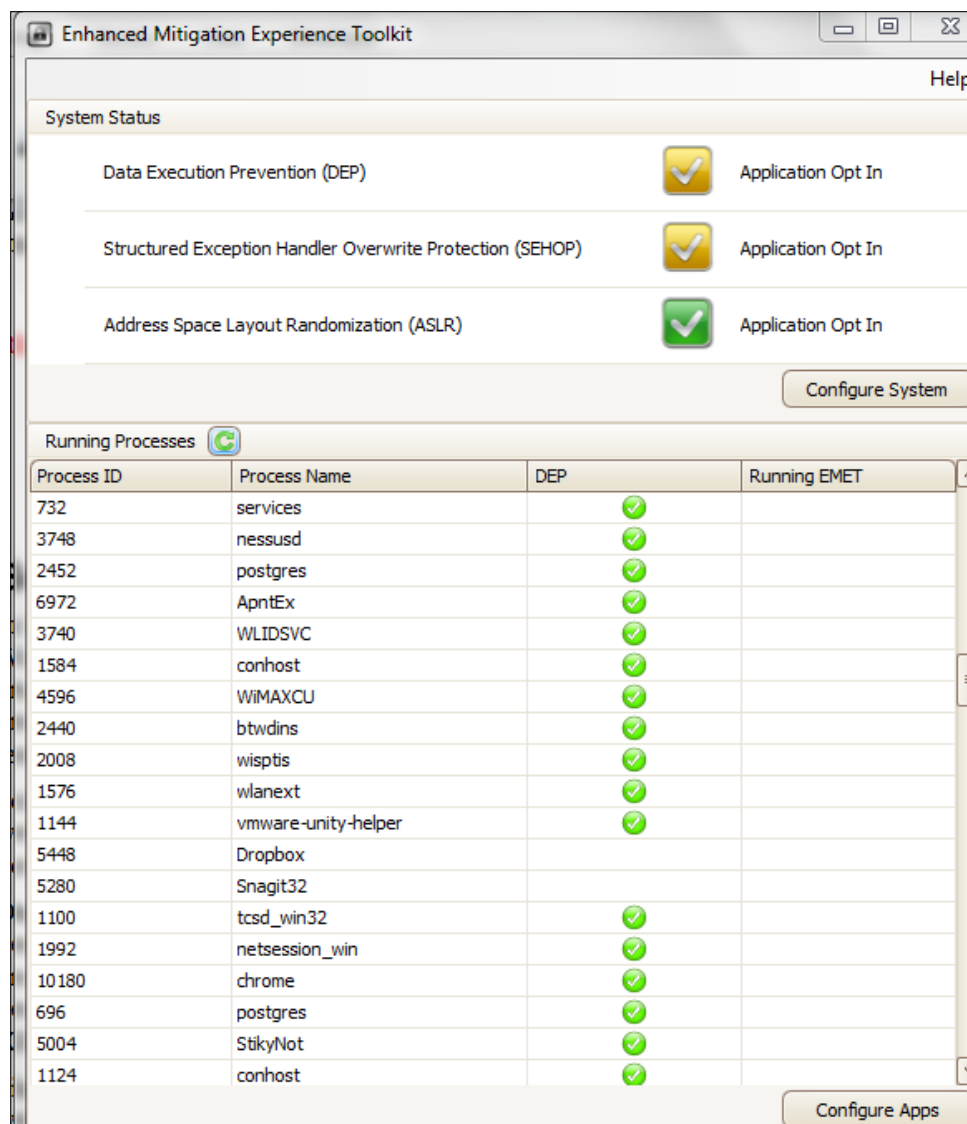 Enhanced Mitigation Experience Toolkit
Help
System Status
Data Execution Prevention (DEP) Application Opt In
Structured Exception Handler Overwrite Protection (SEHOP) Application Opt In
Address Space Layout Randomization (ASLR) Application Opt In
Configure System
Running Processes
Process ID Process Name DEP Running EMET
732 services
3748 nessusd
2452 postgres
6972 ApntEx
3740 WLIDSVC
1584 conhost
4596 WiMAXCU
2440 btwdins
2008 wisptis
1576 wlanext
1144 vmware-unity-helper
5448 Dropbox
5280 Snagit32
1100 tcsd_win32
1992 netsession_win
10180 chrome
696 postgres
5004 StikyNot
1124 conhost
Configure Apps